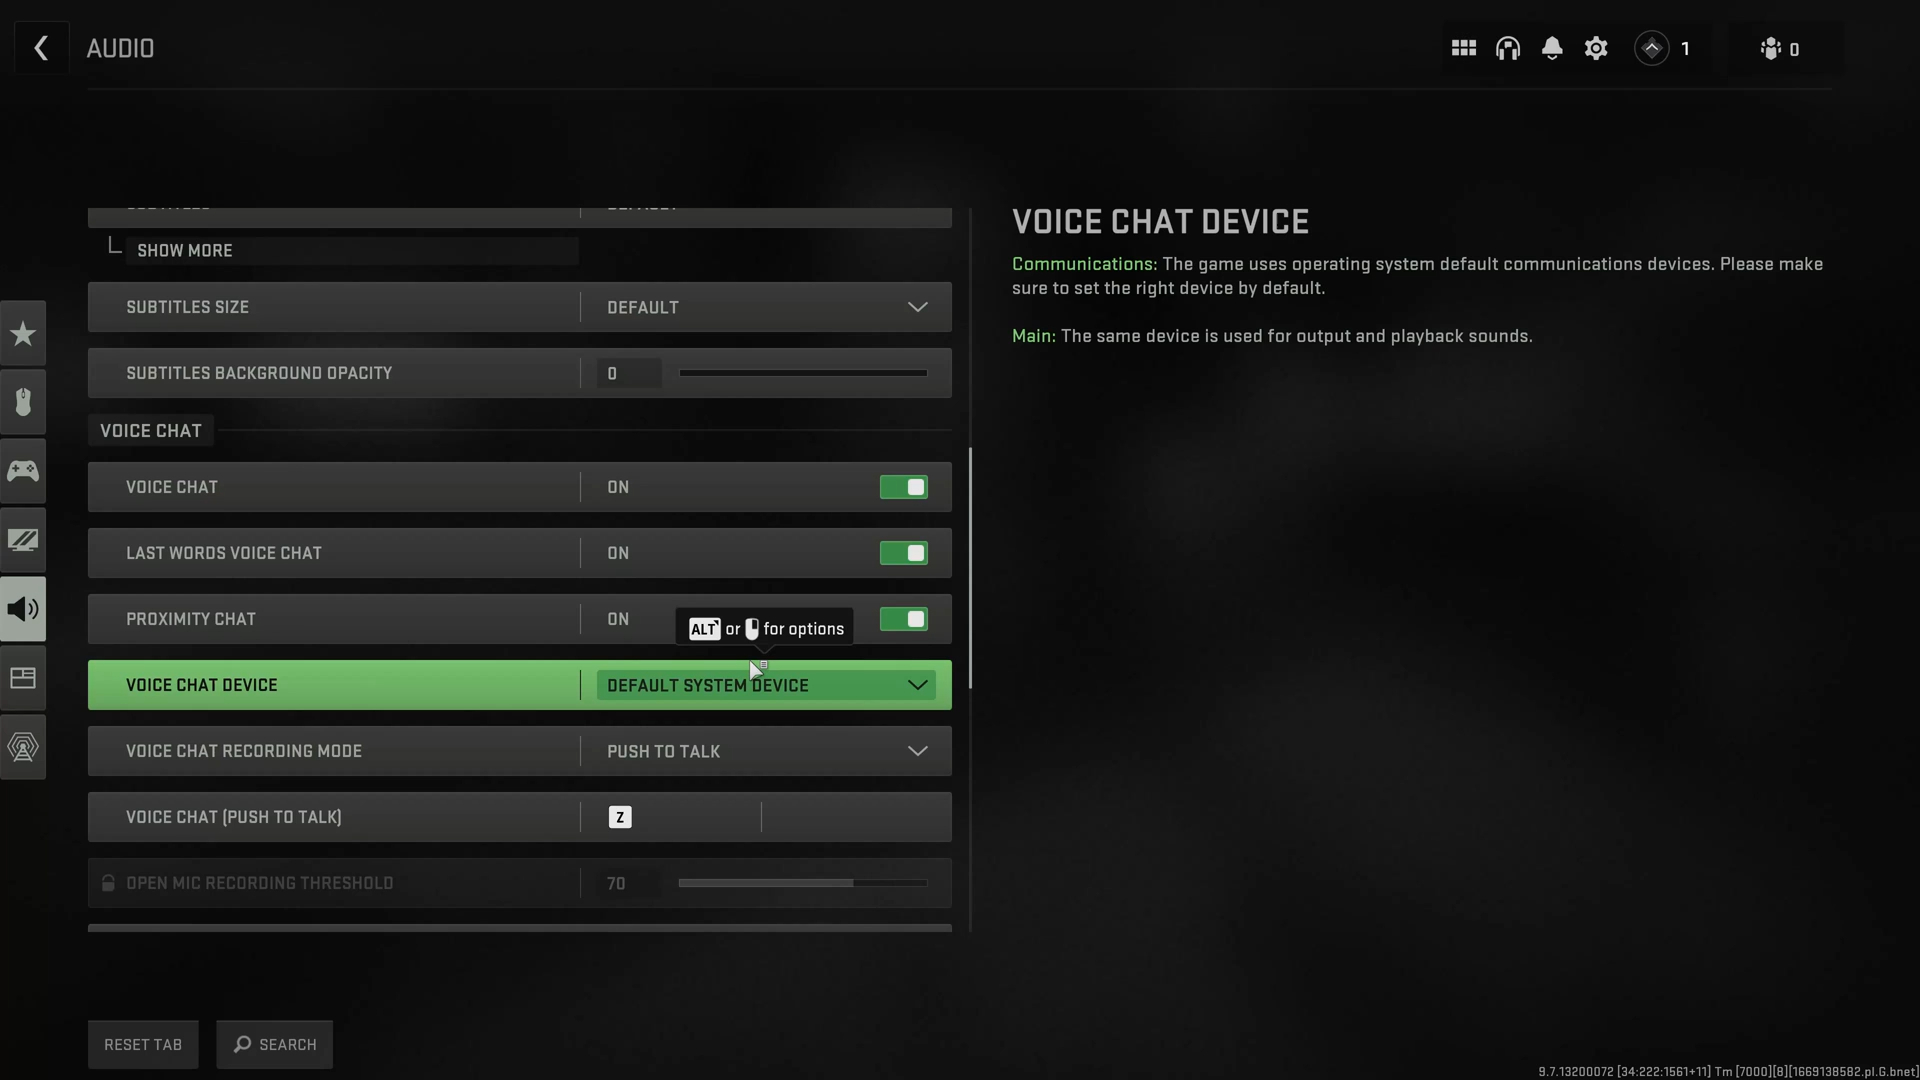 AUDIO
1
0
SHOW MORE
SUBTITLES SIZE
DEFAULT
SUBTITLES BACKGROUND OPACITY
0
VOICE CHAT
VOICE CHAT
ON
LAST WORDS VOICE CHAT
ON
PROXIMITY CHAT
ON
ALT or for options
VOICE CHAT DEVICE
DEFAULT SYSTEM DEVICE
VOICE CHAT RECORDING MODE
PUSH TO TALK
VOICE CHAT (PUSH TO TALK)
Z
OPEN MIC RECORDING THRESHOLD
70
VOICE CHAT DEVICE
Communications: The game uses operating system default communications devices. Please make
sure to set the right device by default.
Main: The same device is used for output and playback sounds.
RESET TAB
SEARCH
9.7.13200072 [34:222:1561+11] Tm [7000][8][1669138582.pl.G.bnet]